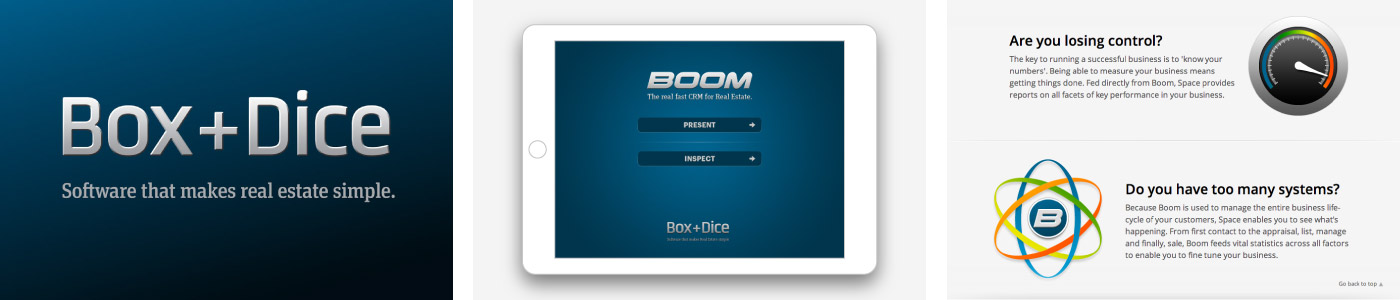 Box+Dice
Software that makes real estate simple.
BOOM
The real fast CRM for Real Estate.
PRESENT
INSPECT
Box+Dice
Software that makes real estate simple.
Are you losing control?
The key to running a successful business is to 'know your
numbers'. Being able to measure your business means
getting things done. Fed directly from Boom, Space provides
reports on all facets of key performance in your business.
B
Do you have too many systems?
Because Boom is used to manage the entire business life-
cycle of your customers, Space enables you to see what's
happening. From first contact to the appraisal, list, manage
and finally, sale, Boom feeds vital statistics across all factors
to enable you to fine tune your business.
Go back to top